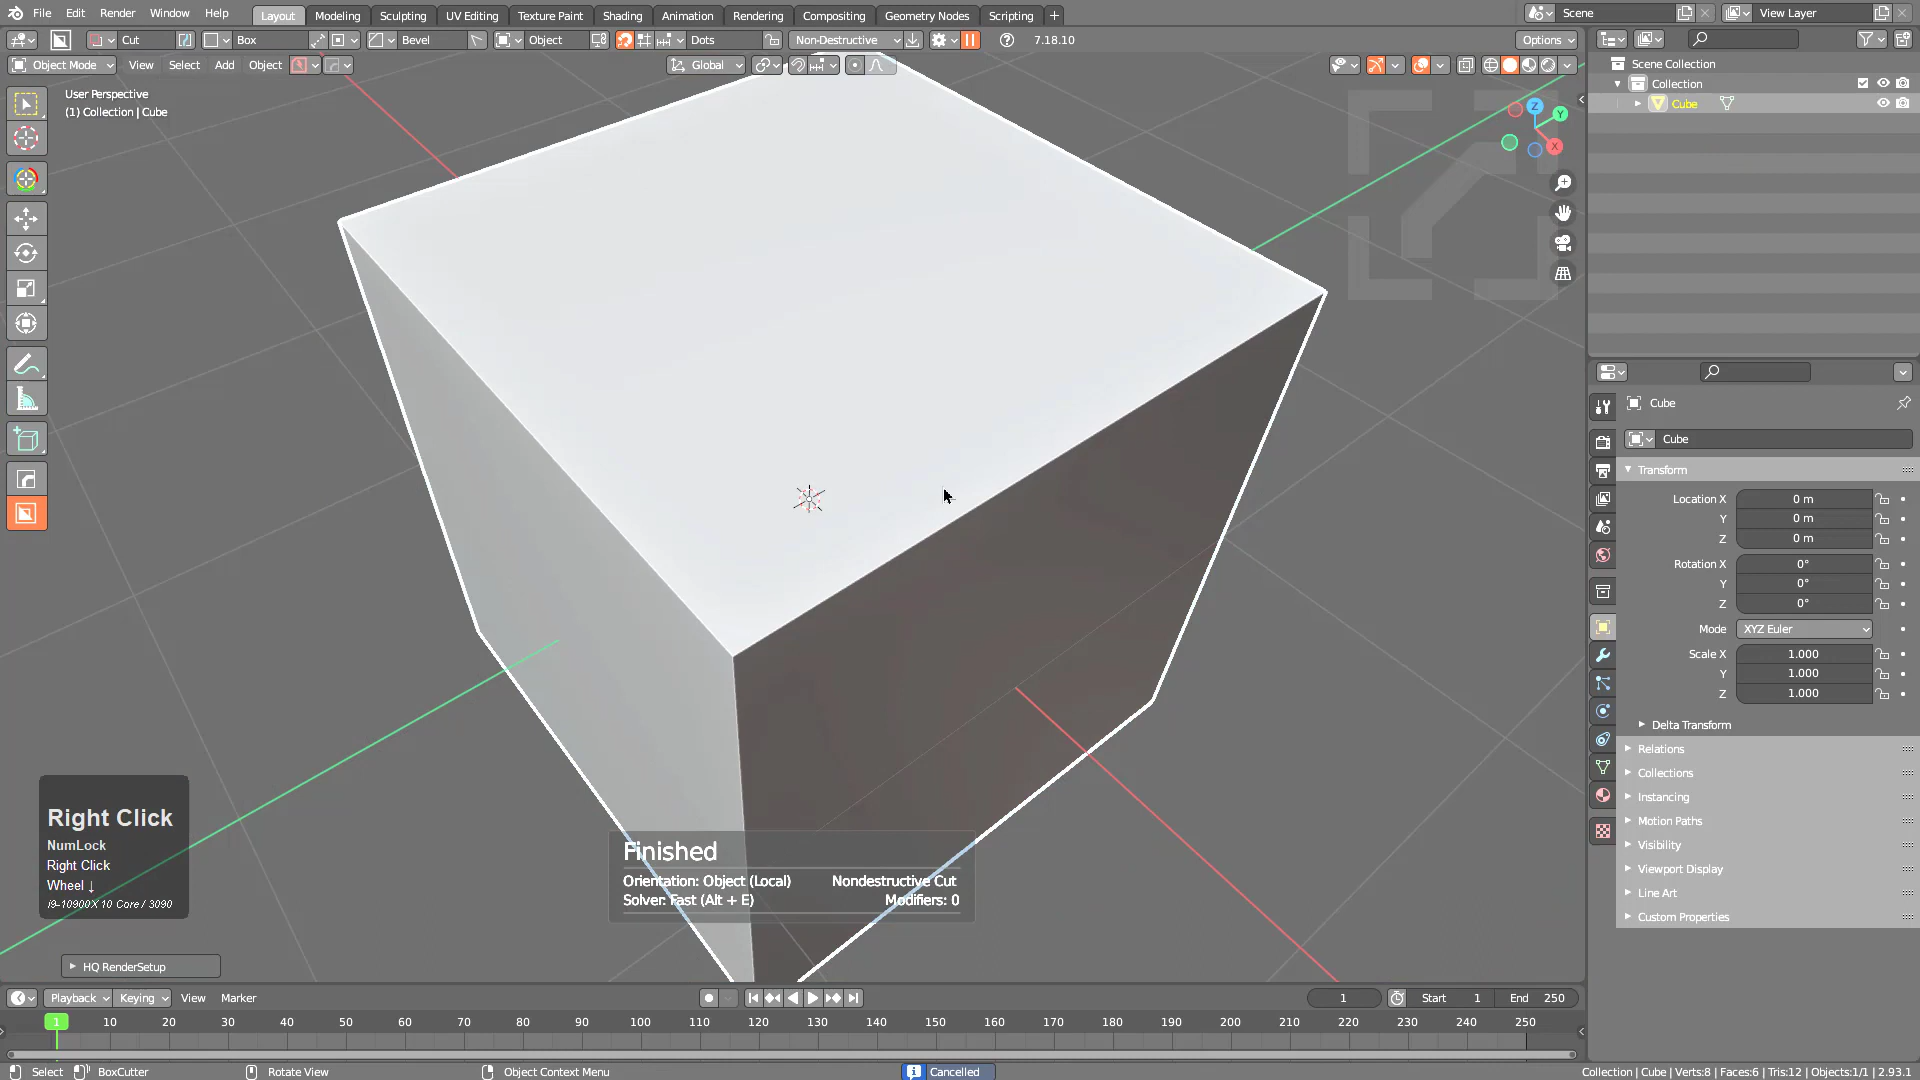 File Edit Render Window Help Layout Modeling Sculpting UV Editing Texture Paint Shading Animation Rendering Compositing Geometry Nodes Scripting + Scene View Layer
Cut Box Bevel Object Dots Non-Destructive 7.18.10 Options
Object Mode View Select Add Object Global
User Perspective
(1) Collection | Cube
Z
Y
X
Scene Collection
Collection
Cube
Cube
Cube
Transform
Location X 0 m
Y 0 m
Z 0 m
Rotation X 0°
Y 0°
Z 0°
Mode XYZ Euler
Scale X 1.000
Y 1.000
Z 1.000
Delta Transform
Relations
Collections
Instancing
Motion Paths
Visibility
Viewport Display
Line Art
Custom Properties
Right Click
NumLock
Right Click
Wheel ↓
i9-10900X 10 Core / 3090
Finished
Orientation: Object (Local) Nondestructive Cut
Solver: Fast (Alt + E) Modifiers: 0
HQ RenderSetup
Playback Keying View Marker 1 Start 1 End 250
1 10 20 30 40 50 60 70 80 90 100 110 120 130 140 150 160 170 180 190 200 210 220 230 240 250
Select BoxCutter Rotate View Object Context Menu Cancelled Collection | Cube | Verts:8 | Faces:6 | Tris:12 | Objects:1/1 | 2.93.1